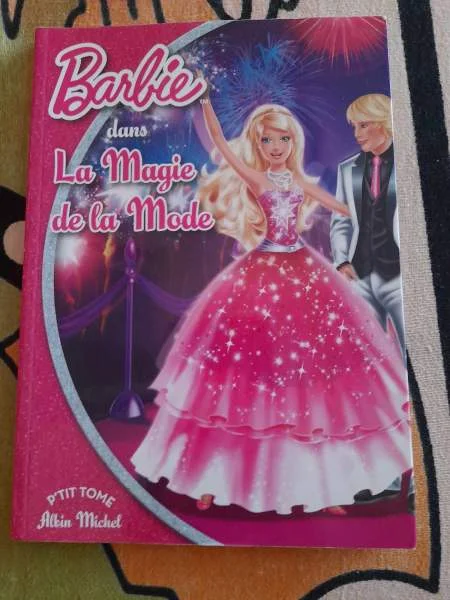 Barbie
dans
La Magie
de la Mode
P'TIT TOME
Albin Michel